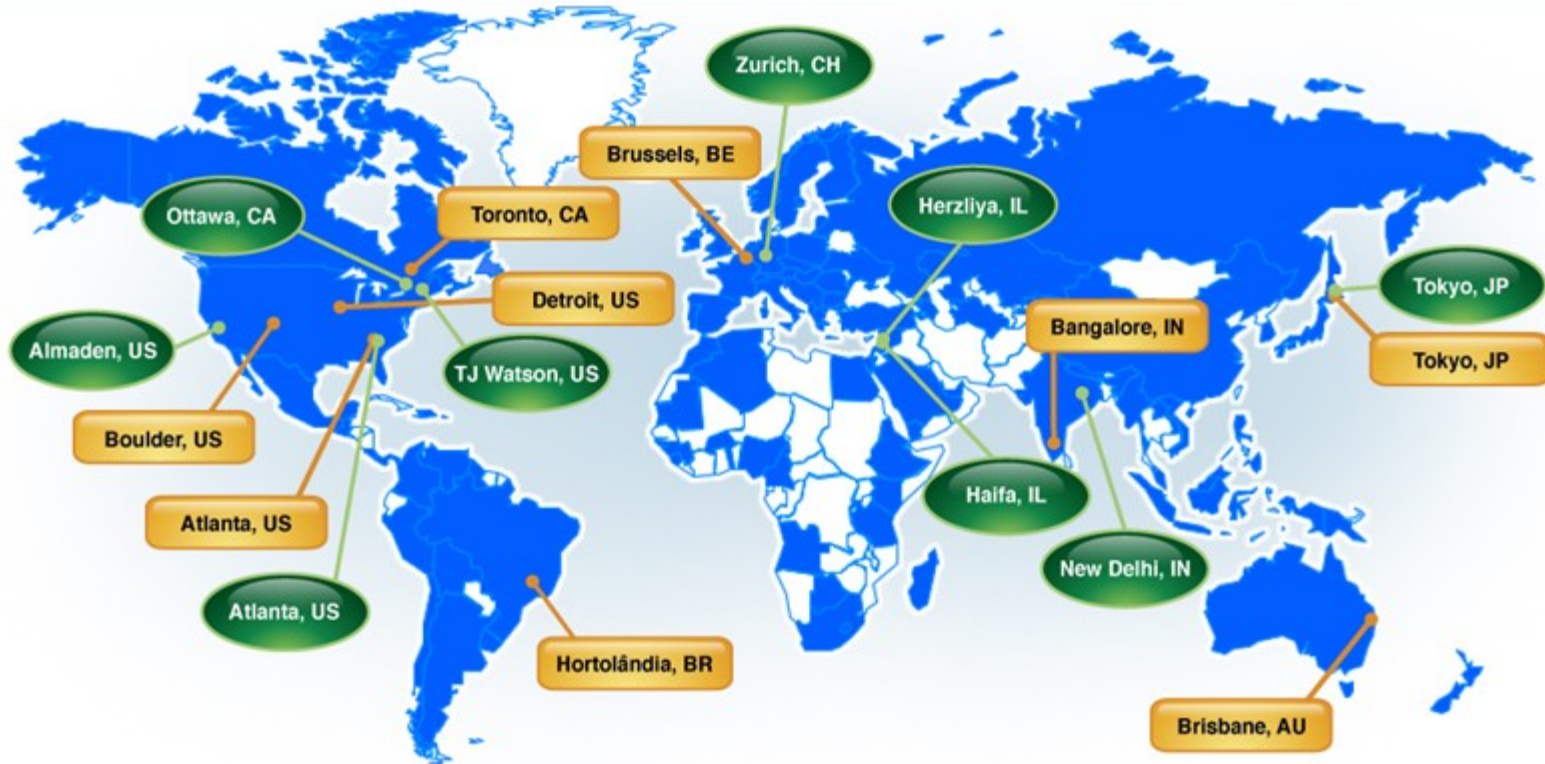 Zurich, CH
Brussels, BE
Ottawa, CA
Toronto, CA
Herzliya, IL
Detroit, US
Tokyo, JP
Almaden, US
TJ Watson, US
Bangalore, IN
Tokyo, JP
Boulder, US
Atlanta, US
Haifa, IL
New Delhi, IN
Atlanta, US
Hortolândia, BR
Brisbane, AU